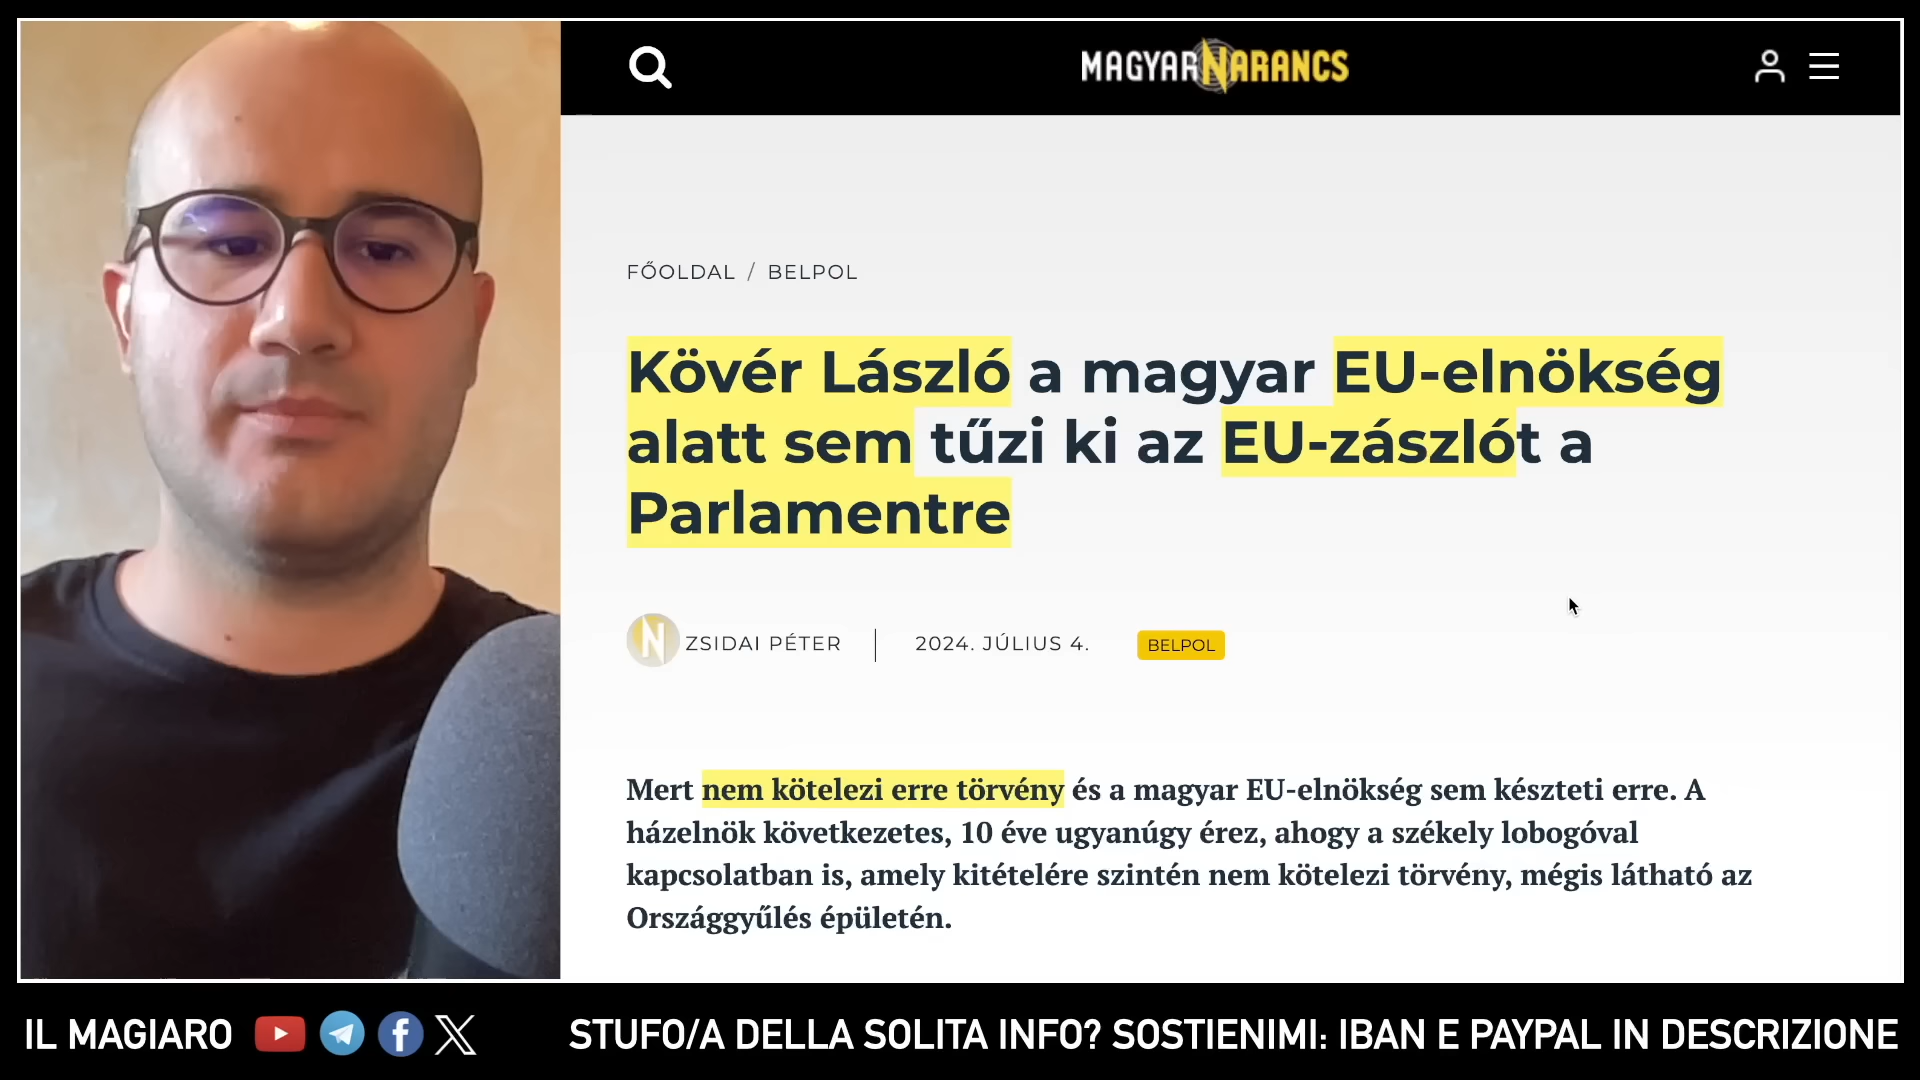 MAGYARNARANCS
FŐOLDAL / BELPOL
Kövér László a magyar EU-elnökség
alatt sem tűzi ki az EU-zászlót a
Parlamentre
N
ZSIDAI PÉTER
2024. JÚLIUS 4.
BELPOL
Mert nem kötelezi erre törvény és a magyar EU-elnökség sem készteti erre. A
házelnök következetes, 10 éve ugyanúgy érez, ahogy a székely lobogóval
kapcsolatban is, amely kitételére szintén nem kötelezi törvény, mégis látható az
Országgyűlés épületén.
IL MAGIARO
STUFO/A DELLA SOLITA INFO? SOSTIENIMI: IBAN E PAYPAL IN DESCRIZIONE